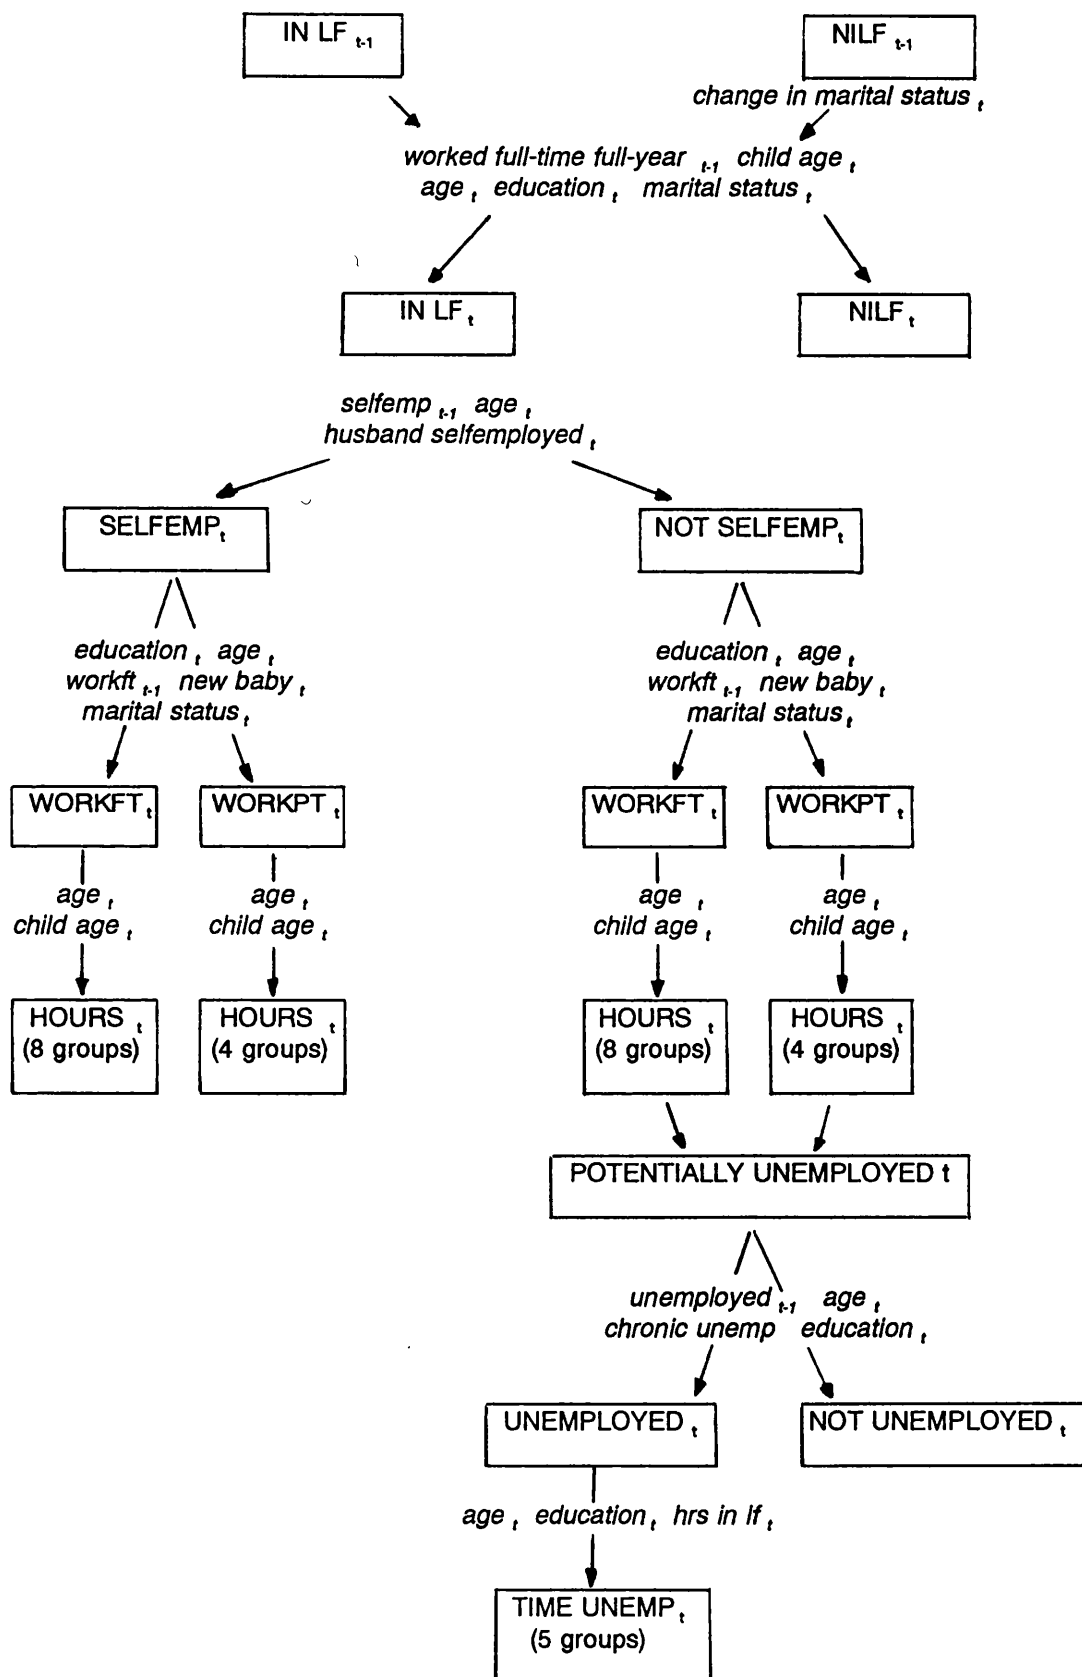 IN LF t-1
NILF t-1
change in marital status t
worked full-time full-year t-1 child age t
age t education t marital status t
IN LF t
NILF t
selfemp t-1 age t
husband selfemployed t
SELFEMP t
NOT SELFEMP t
education t age t
workft t-1 new baby t
marital status t
education t age t
workft t-1 new baby t
marital status t
WORKFT t
WORKPT t
WORKFT t
WORKPT t
age t
child age t
age t
child age t
age t
child age t
age t
child age t
HOURS t
(8 groups)
HOURS t
(4 groups)
HOURS t
(8 groups)
HOURS t
(4 groups)
POTENTIALLY UNEMPLOYED t
unemployed t-1 age t
chronic unemp education t
UNEMPLOYED t
NOT UNEMPLOYED t
age t education t hrs in lf t
TIME UNEMP t
(5 groups)